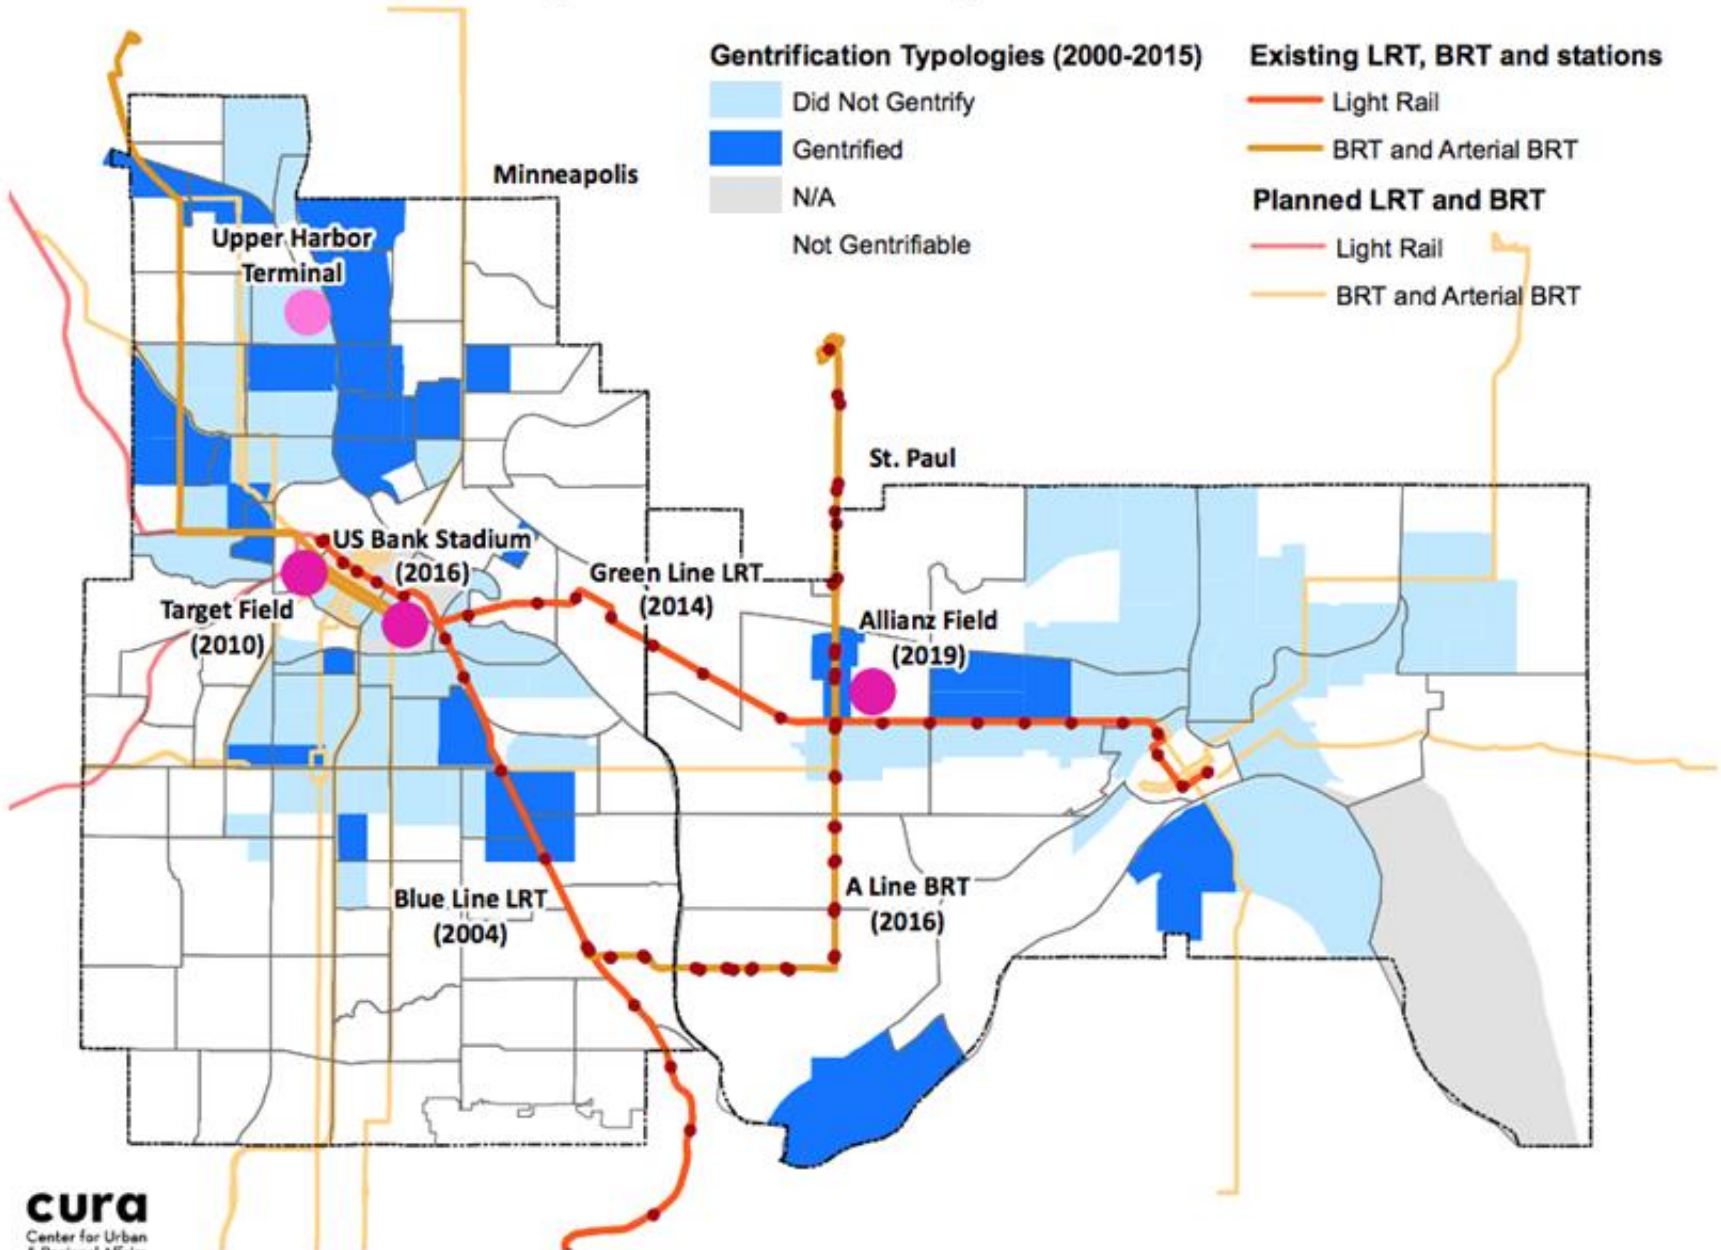 Gentrification Typologies (2000-2015)
Did Not Gentrify
Gentrified
N/A
Not Gentrifiable
Existing LRT, BRT and stations
Light Rail
BRT and Arterial BRT
Planned LRT and BRT
Light Rail
BRT and Arterial BRT
Minneapolis
Upper Harbor
Terminal
St. Paul
US Bank Stadium
(2016)
Green Line LRT
(2014)
Target Field
(2010)
Allianz Field
(2019)
Blue Line LRT
(2004)
A Line BRT
(2016)
cura
Center for Urban